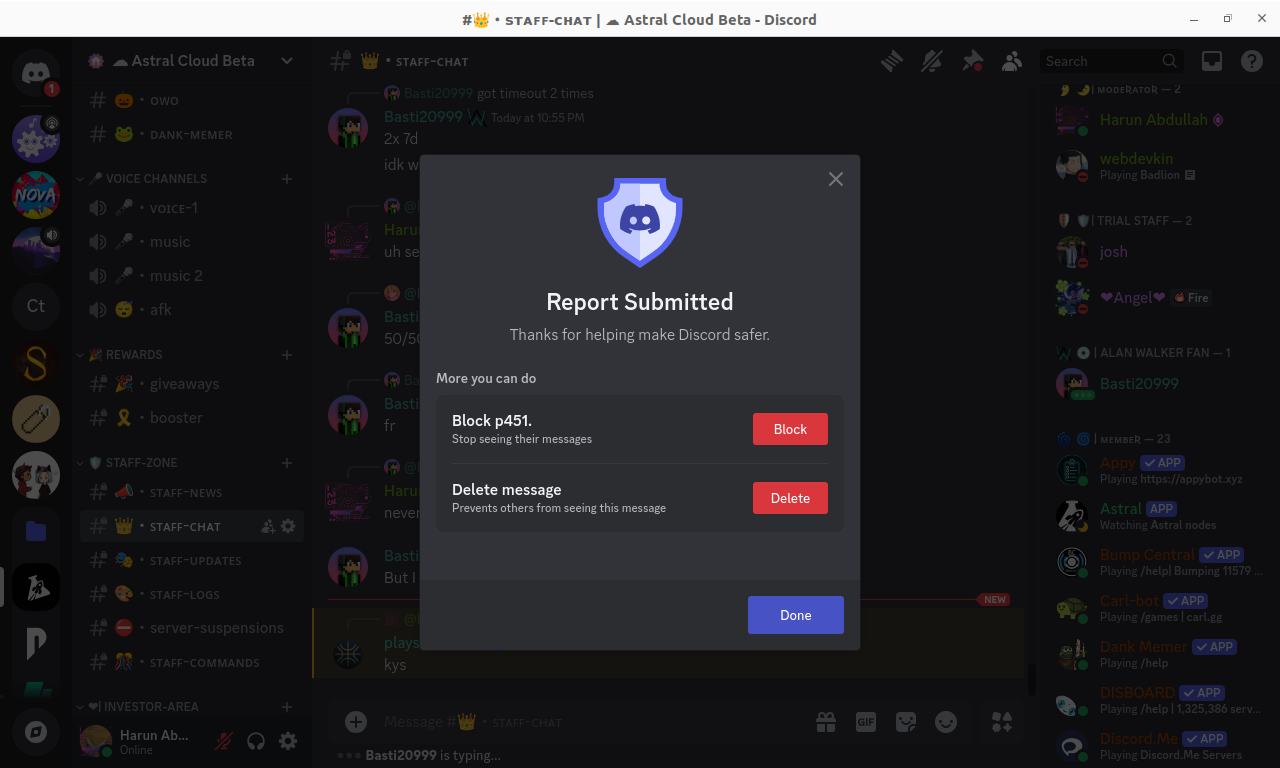 #👑・STAFF-CHAT | ☁ Astral Cloud Beta - Discord
1
☁ Astral Cloud Beta
🎃・OWO
🐸・DANK-MEMER
🎤 VOICE CHANNELS
🎤・VOICE-1
🎤・music
🎤・music 2
😴・afk
🎉 REWARDS
🎉・giveaways
🎗️・booster
🛡️ STAFF-ZONE
📣・STAFF-NEWS
👑・STAFF-CHAT
🎭・STAFF-UPDATES
🎨・STAFF-LOGS
⛔・server-suspensions
🎊・STAFF-COMMANDS
❤| INVESTOR-AREA
NOVA
Ct
Harun Ab...
Online
👑・STAFF-CHAT
Search
Basti20999 got timeout 2 times
Basti20999 Today at 10:55 PM
2x 7d
idk w
Haru
uh se
Basti
50/50
Basti
fr
Harun
never
Basti
But I
NEW
plays
kys
Message #👑・STAFF-CHAT
GIF
Basti20999 is typing...
Report Submitted
Thanks for helping make Discord safer.
More you can do
Block p451.
Stop seeing their messages
Block
Delete message
Prevents others from seeing this message
Delete
Done
🌛| MODERATOR — 2
Harun Abdullah
webdevkin
Playing Badlion
🛡️| TRIAL STAFF — 2
josh
❤Angel❤ Fire
| ALAN WALKER FAN — 1
Basti20999
🌀| MEMBER — 23
Appy ✓ APP
Playing https://appybot.xyz
Astral ✓ APP
Watching Astral nodes
Bump Central ✓ APP
Playing /help| Bumping 11579 ...
Carl-bot ✓ APP
Playing /games | carl.gg
Dank Memer ✓ APP
Playing /help
DISBOARD ✓ APP
Playing /help | 1,325,386 serv...
Discord.Me ✓ APP
Playing Discord.Me Servers